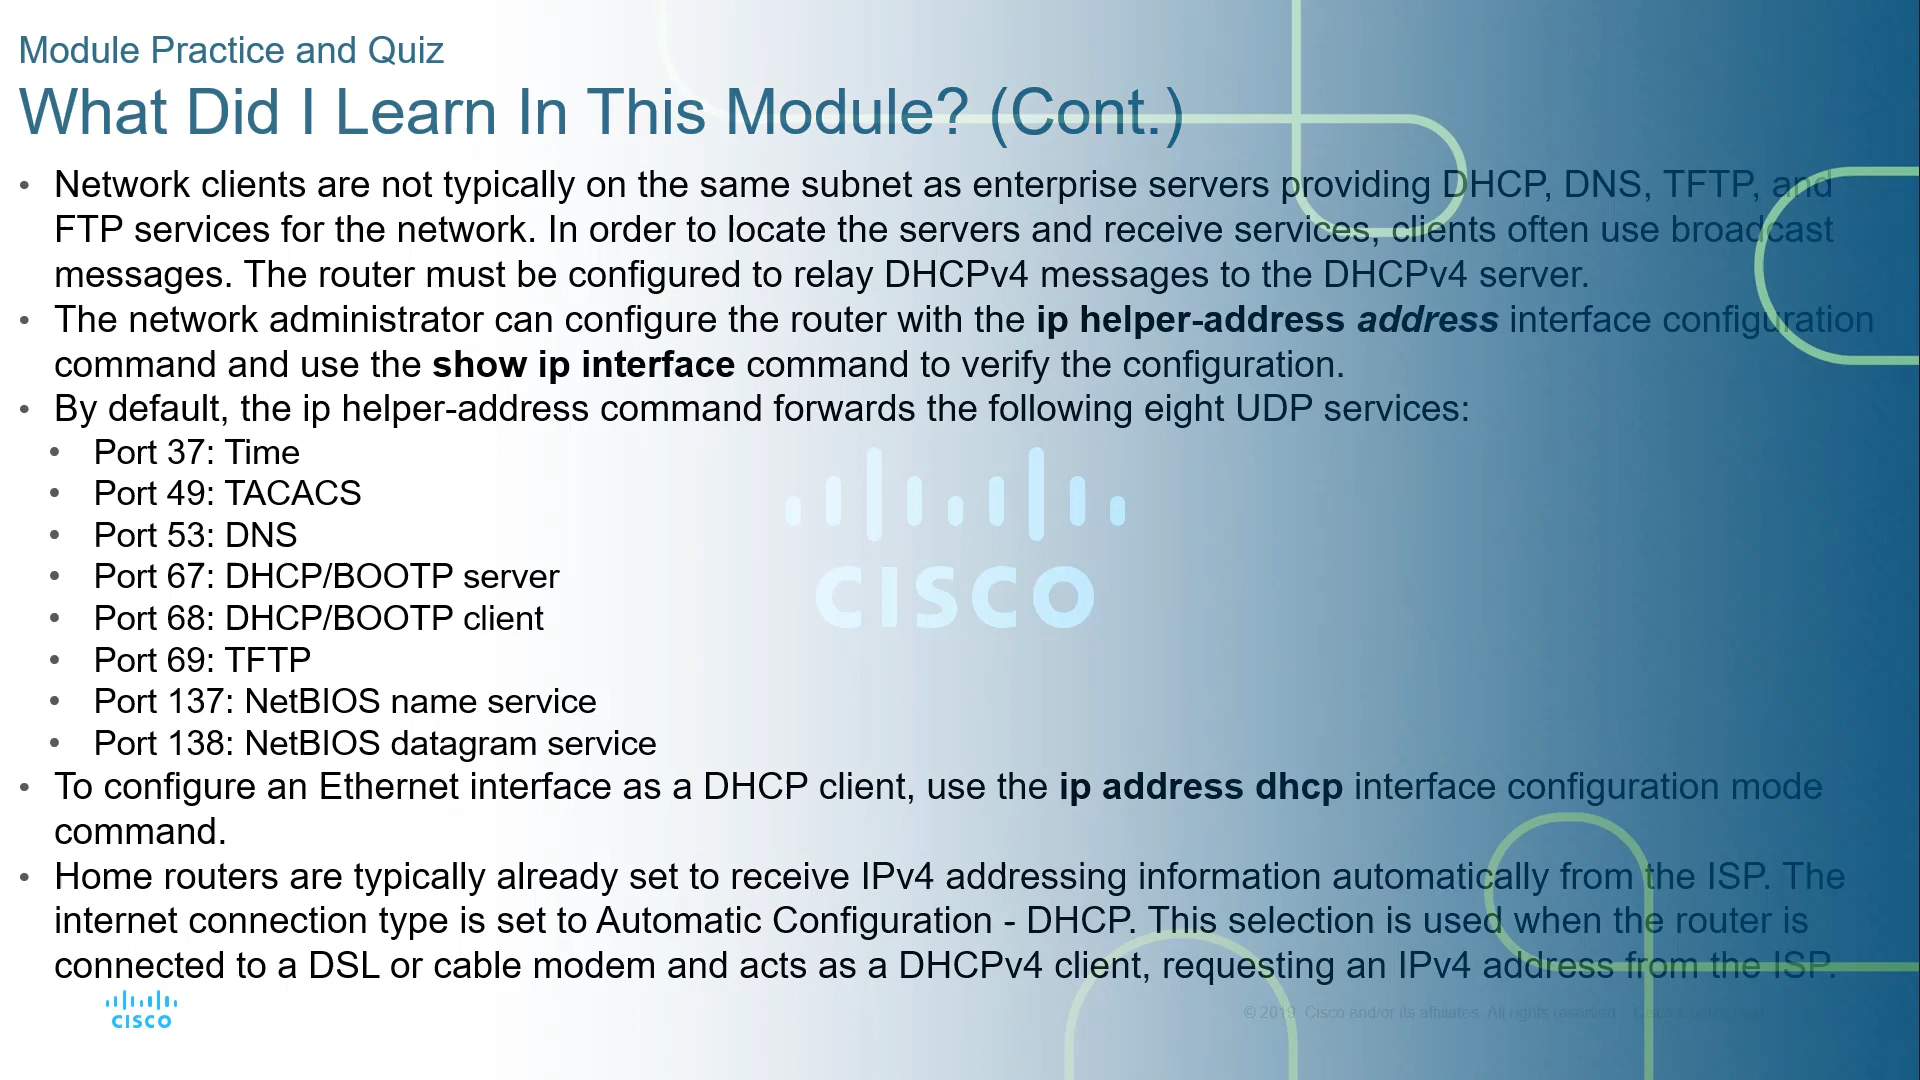 Module Practice and Quiz
What Did I Learn In This Module? (Cont.)
• Network clients are not typically on the same subnet as enterprise servers providing DHCP, DNS, TFTP, and
FTP services for the network. In order to locate the servers and receive services, clients often use broadcast
messages. The router must be configured to relay DHCPv4 messages to the DHCPv4 server.
• The network administrator can configure the router with the ip helper-address address interface configuration
command and use the show ip interface command to verify the configuration.
• By default, the ip helper-address command forwards the following eight UDP services:
• Port 37: Time
• Port 49: TACACS
• Port 53: DNS
• Port 67: DHCP/BOOTP server
• Port 68: DHCP/BOOTP client
• Port 69: TFTP
• Port 137: NetBIOS name service
• Port 138: NetBIOS datagram service
CISCO
• To configure an Ethernet interface as a DHCP client, use the ip address dhcp interface configuration mode
command.
• Home routers are typically already set to receive IPv4 addressing information automatically from the ISP. The
internet connection type is set to Automatic Configuration - DHCP. This selection is used when the router is
connected to a DSL or cable modem and acts as a DHCPv4 client, requesting an IPv4 address from the ISP.
CISCO
© 2019 Cisco and/or its affiliates. All rights reserved.